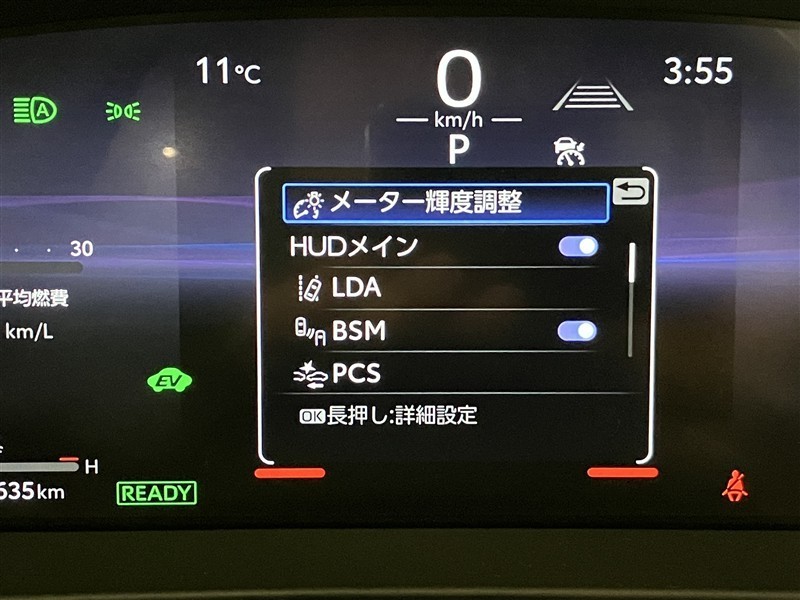 11°C
0
km/h
P
3:55
A
メーター輝度調整
HUDメイン
LDA
BSM
PCS
OK長押し:詳細設定
30
平均燃費
km/L
EV
H
635km
READY